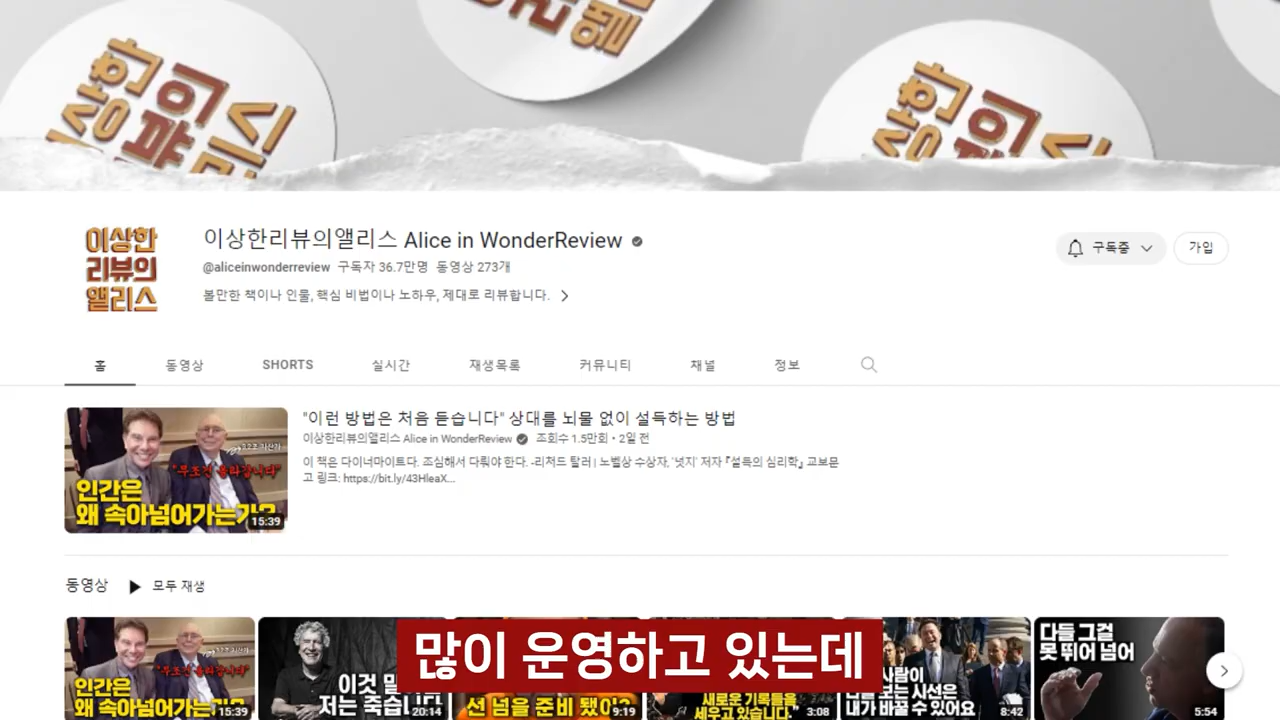 이상한
리뷰의
앨리스
이상한리뷰의앨리스 Alice in WonderReview
@aliceinwonderreview 구독자 36.7만명 동영상 273개
볼만한 책이나 인물, 핵심 비법이나 노하우, 제대로 리뷰합니다.
구독중
가입
홈 동영상 SHORTS 실시간 재생목록 커뮤니티 채널 정보
"무조건 올라갑니다"
인간은
왜 속아넘어가는가?
15:39
"이런 방법은 처음 듣습니다" 상대를 뇌물 없이 설득하는 방법
이상한리뷰의앨리스 Alice in WonderReview 조회수 1.5만회 • 2일 전
이 책은 다이너마이트다. 조심해서 다뤄야 한다. -리처드 탈러 | 노벨상 수상자, '넛지' 저자 『설득의 심리학』 교보문
고 링크: https://bit.ly/43HleaX...
동영상 모두 재생
인간은
왜 속아넘어가는가?
15:39
이것 
저는 죽습니다
20:14
선 넘을 준비 됐어?
9:19
새로운 기록들을
세우고 있습니다.
3:08
나를 보는 시선은
내가 바꿀 수 있어요
8:42
다들 그걸
못 뛰어 넘어
5:54
많이 운영하고 있는데